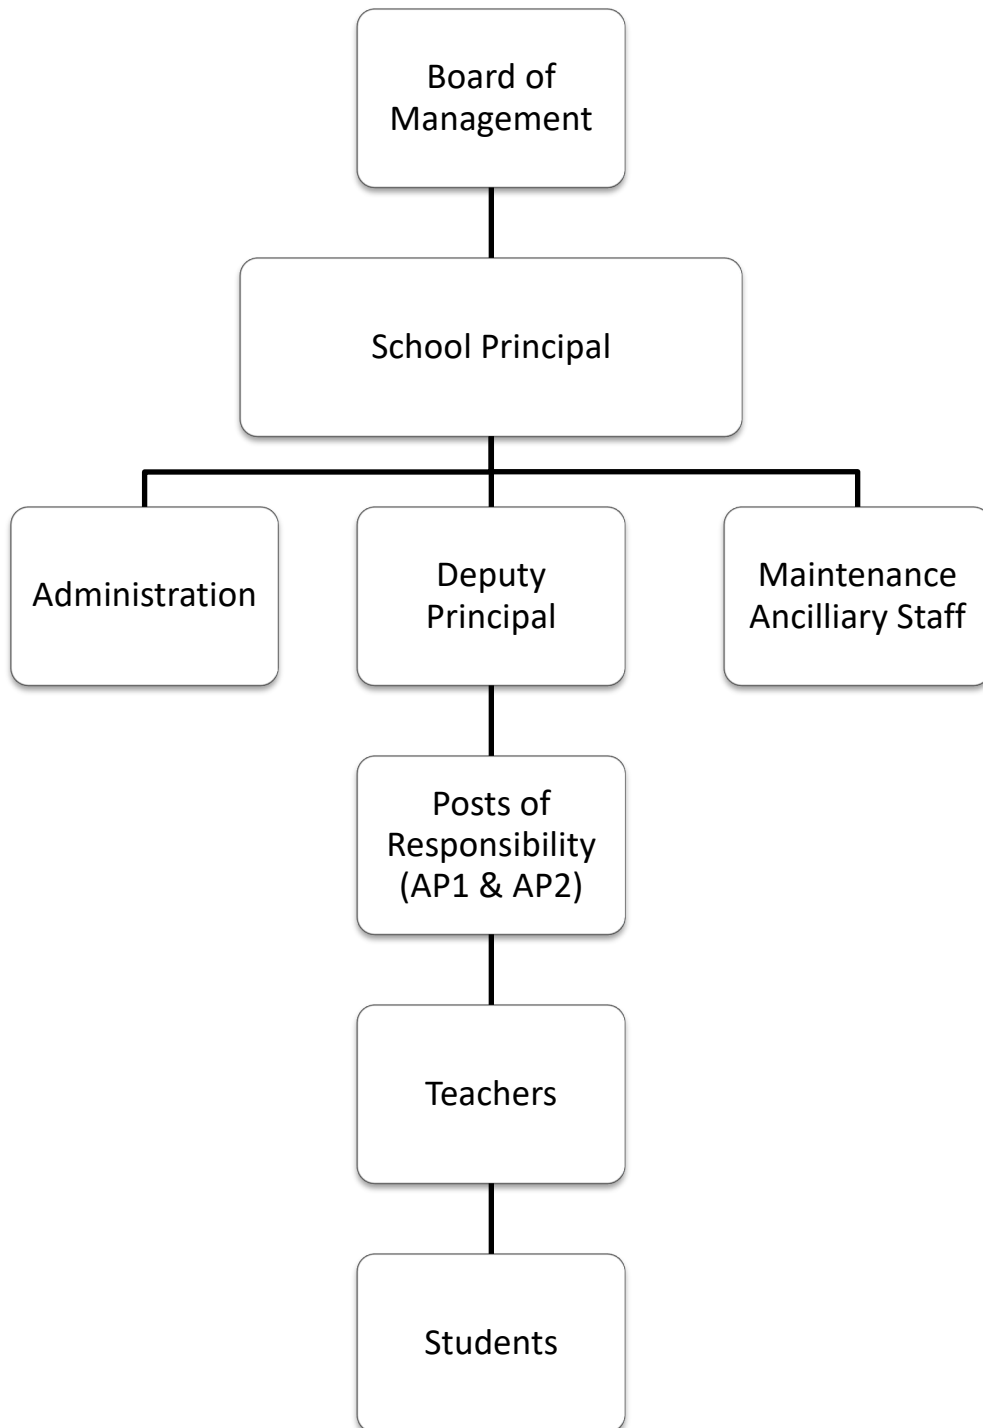 Board of
Management
School Principal
Administration
Deputy
Principal
Maintenance
Ancilliary Staff
Posts of
Responsibility
(AP1 & AP2)
Teachers
Students